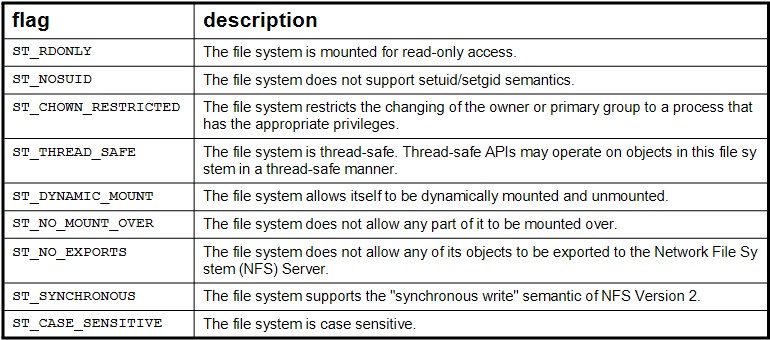 flag description
ST_RDONLY The file system is mounted for read-only access.
ST_NOSUID The file system does not support setuid/setgid semantics.
ST_CHOWN_RESTRICTED The file system restricts the changing of the owner or primary group to a process that
has the appropriate privileges.
ST_THREAD_SAFE The file system is thread-safe. Thread-safe APIs may operate on objects in this file sy
stem in a thread-safe manner.
ST_DYNAMIC_MOUNT The file system allows itself to be dynamically mounted and unmounted.
ST_NO_MOUNT_OVER The file system does not allow any part of it to be mounted over.
ST_NO_EXPORTS The file system does not allow any of its objects to be exported to the Network File Sy
stem (NFS) Server.
ST_SYNCHRONOUS The file system supports the "synchronous write" semantic of NFS Version 2.
ST_CASE_SENSITIVE The file system is case sensitive.